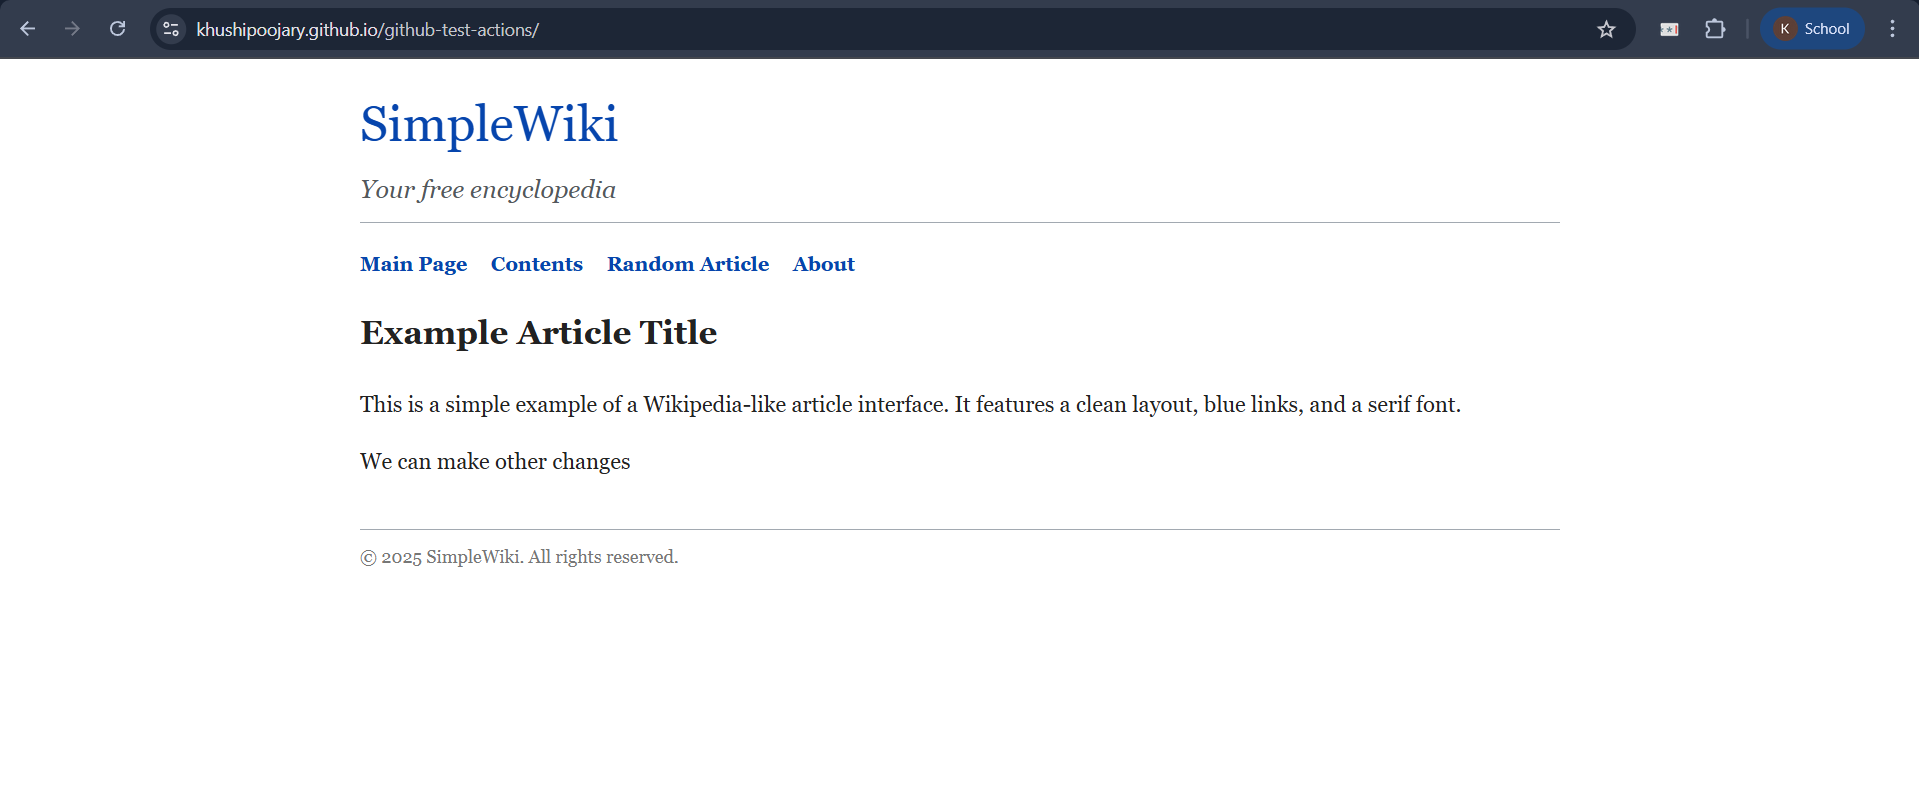 khushipoojary.github.io/github-test-actions/
K School
SimpleWiki
Your free encyclopedia
Main Page Contents Random Article About
Example Article Title
This is a simple example of a Wikipedia-like article interface. It features a clean layout, blue links, and a serif font.
We can make other changes
© 2025 SimpleWiki. All rights reserved.